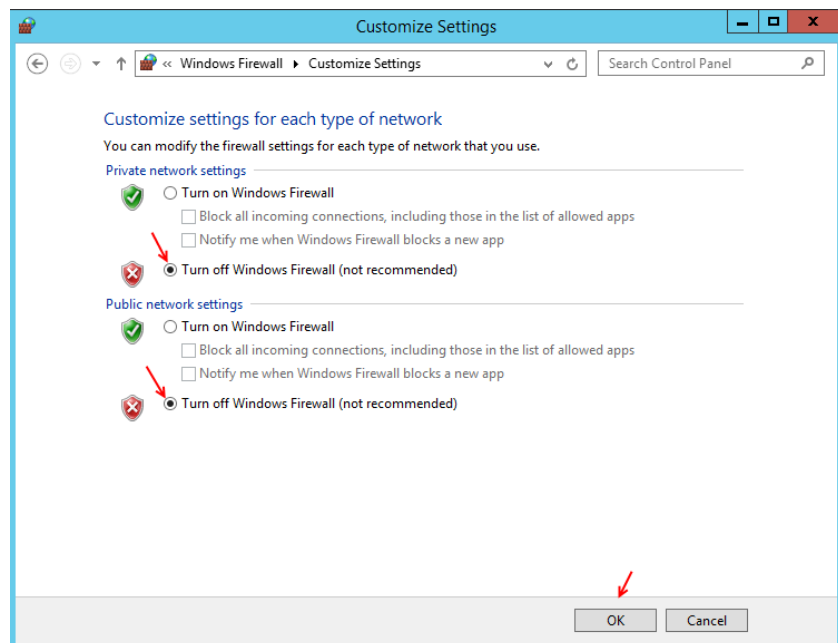 Customize Settings
« Windows Firewall ▸ Customize Settings
Search Control Panel
Customize settings for each type of network
You can modify the firewall settings for each type of network that you use.
Private network settings
Turn on Windows Firewall
Block all incoming connections, including those in the list of allowed apps
Notify me when Windows Firewall blocks a new app
Turn off Windows Firewall (not recommended)
Public network settings
Turn on Windows Firewall
Block all incoming connections, including those in the list of allowed apps
Notify me when Windows Firewall blocks a new app
Turn off Windows Firewall (not recommended)
OK Cancel